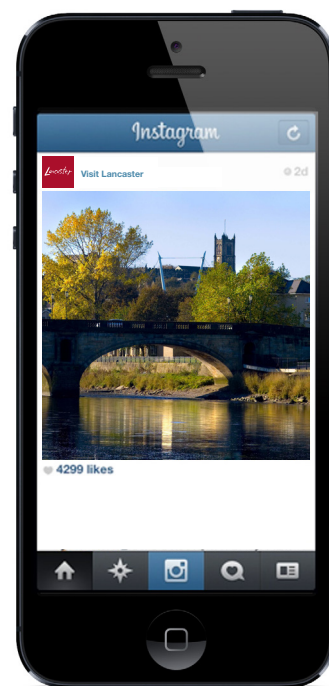 Instagram
Lancaster
Visit Lancaster
2d
4299 likes